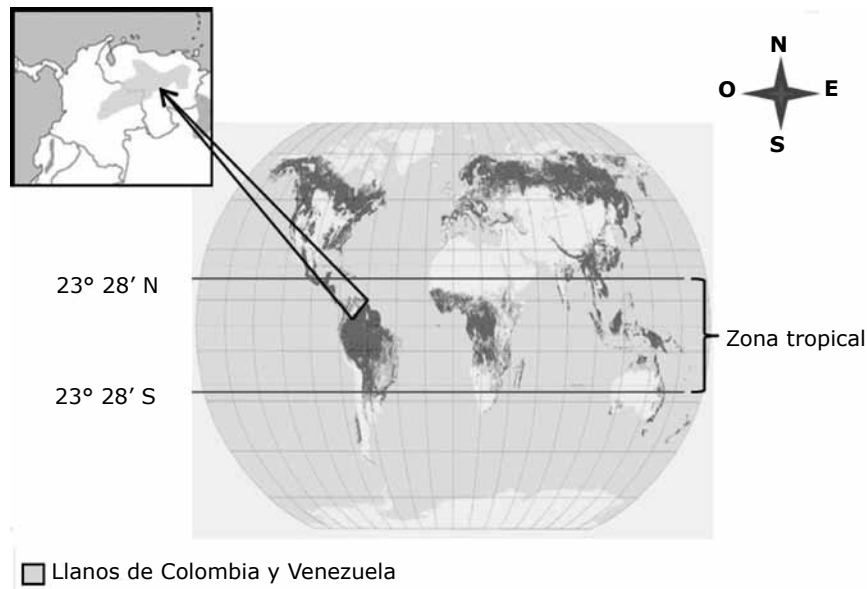 N
O
E
S
23° 28’ N
Zona tropical
23° 28’ S
Llanos de Colombia y Venezuela